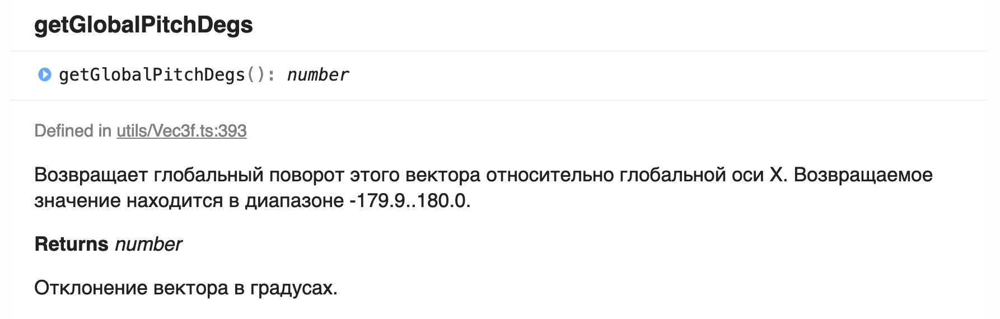 getGlobalPitchDegs
getGlobalPitchDegs(): number
Defined in utils/Vec3f.ts:393
Возвращает глобальный поворот этого вектора относительно глобальной оси X. Возвращаемое
значение находится в диапазоне -179.9..180.0.
Returns number
Отклонение вектора в градусах.